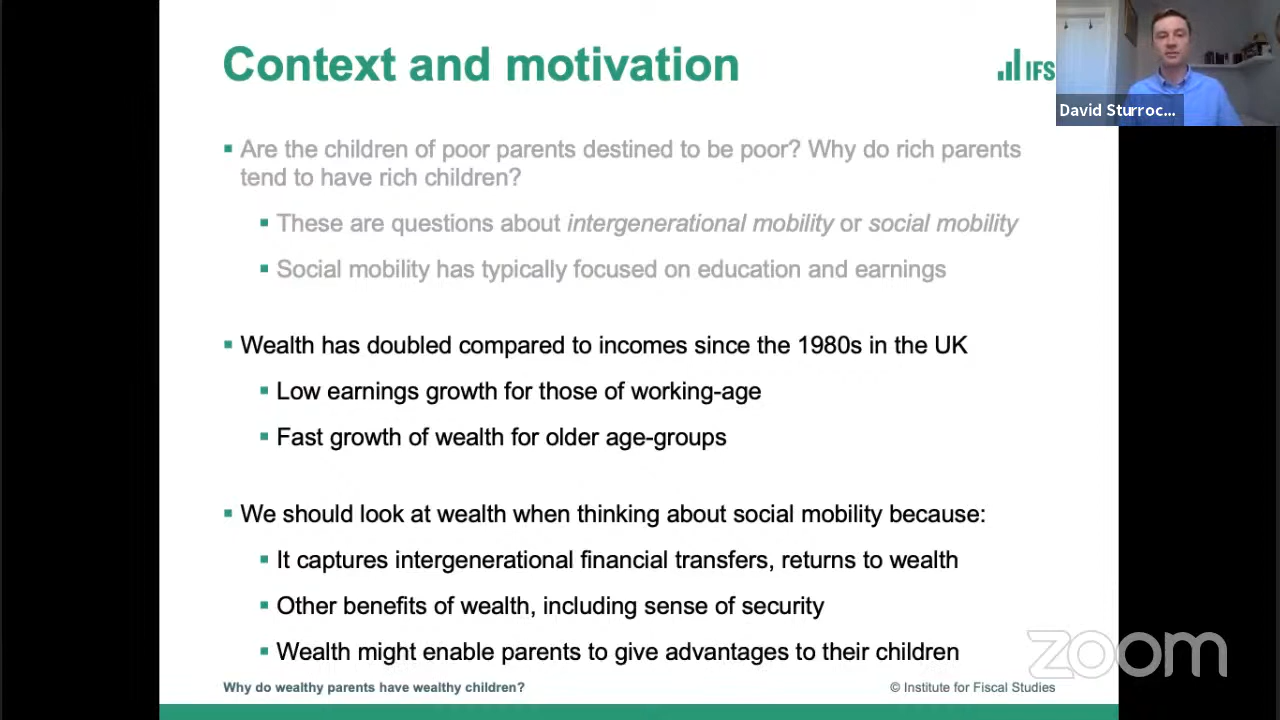 Context and motivation
IFS
David Sturroc...
▪ Are the children of poor parents destined to be poor? Why do rich parents
tend to have rich children?
▪ These are questions about intergenerational mobility or social mobility
▪ Social mobility has typically focused on education and earnings
▪ Wealth has doubled compared to incomes since the 1980s in the UK
▪ Low earnings growth for those of working-age
▪ Fast growth of wealth for older age-groups
▪ We should look at wealth when thinking about social mobility because:
▪ It captures intergenerational financial transfers, returns to wealth
▪ Other benefits of wealth, including sense of security
▪ Wealth might enable parents to give advantages to their children
zoom
Why do wealthy parents have wealthy children?
© Institute for Fiscal Studies